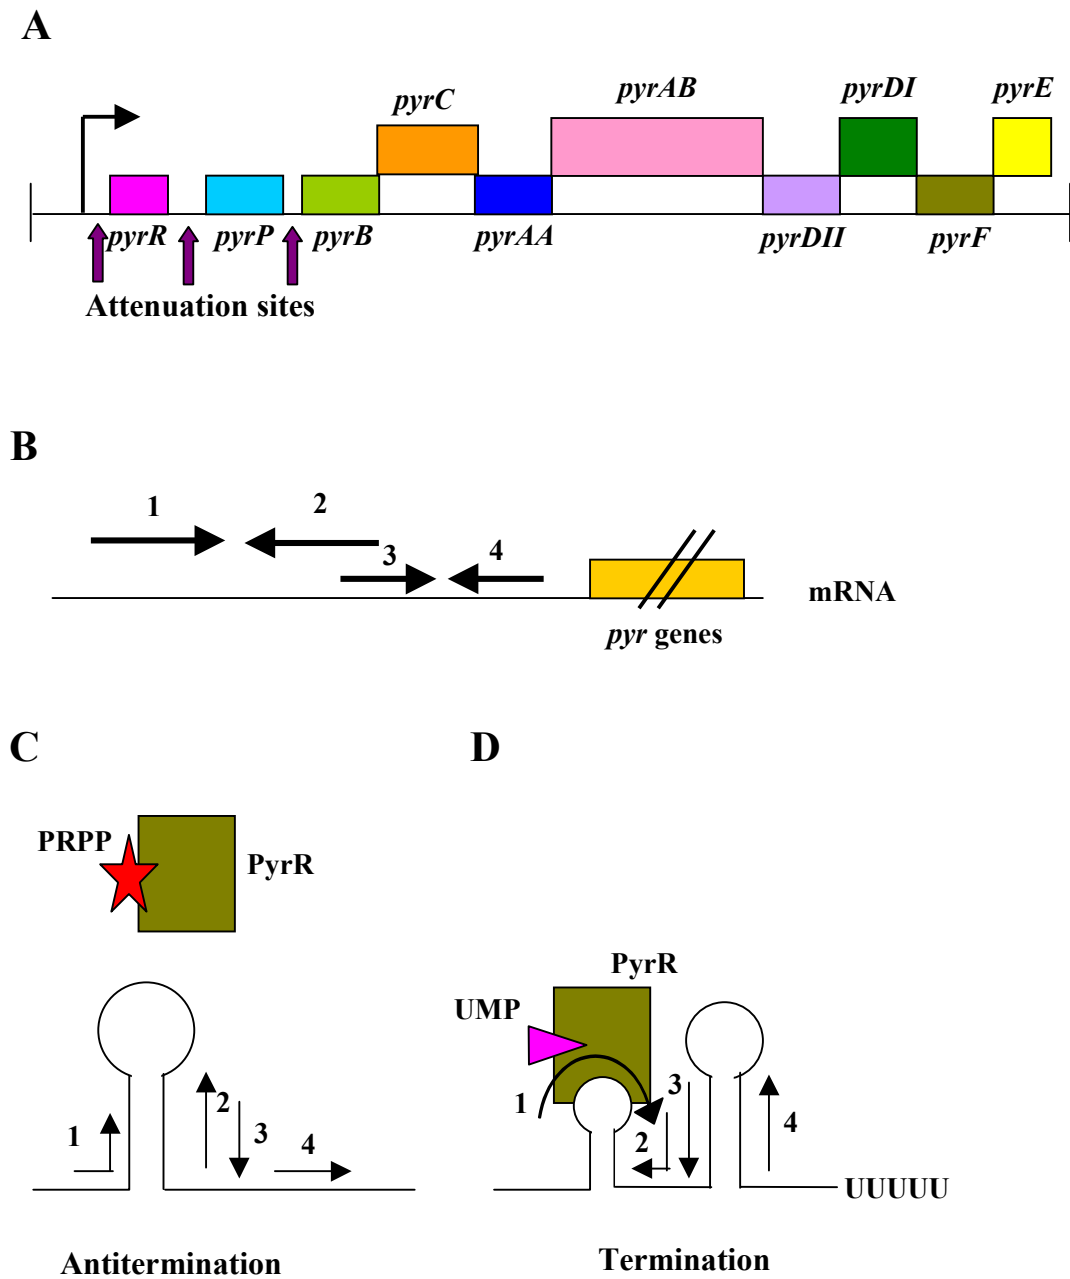 A
pyrC
pyrAB
pyrDI
pyrE
pyrR
pyrP
pyrB
pyrAA
pyrDII
pyrF
Attenuation sites
B
1
2
3
4
mRNA
pyr genes
C
PRPP
PyrR
1
2
3
4
Antitermination
D
PyrR
UMP
1
2
3
4
UUUUU
Termination